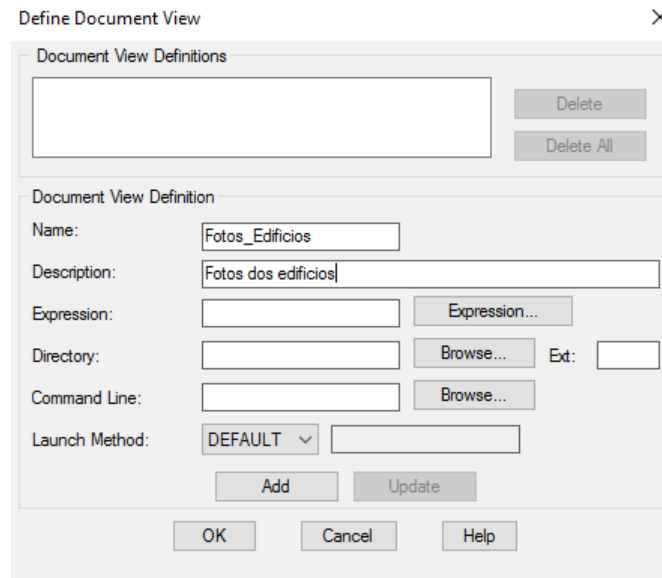 Define Document View
Document View Definitions
Delete
Delete All
Document View Definition
Name: Fotos_Edificios
Description: Fotos dos edificios
Expression: Expression...
Directory: Browse... Ext:
Command Line: Browse...
Launch Method: DEFAULT
Add Update
OK Cancel Help